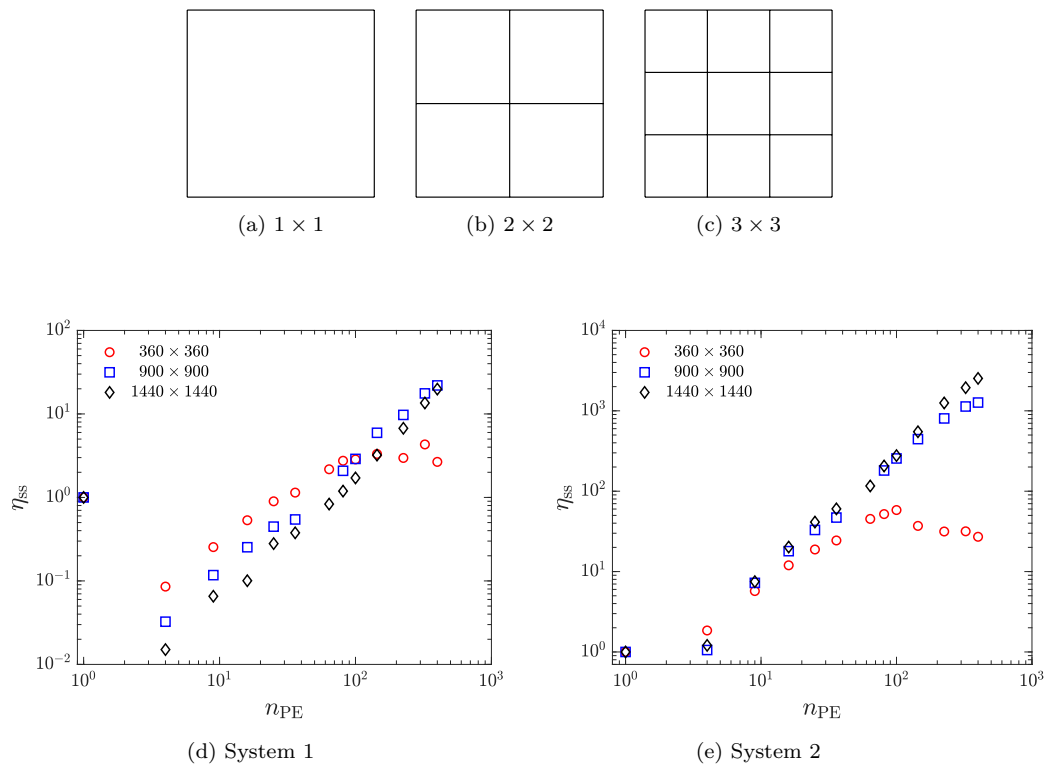 (a) 1 × 1
(b) 2 × 2
(c) 3 × 3
10^2
10^1
10^0
10^{-1}
10^{-2}
η_ss
360 × 360
900 × 900
1440 × 1440
10^0
10^1
10^2
10^3
n_PE
(d) System 1
10^4
10^3
10^2
10^1
10^0
η_ss
360 × 360
900 × 900
1440 × 1440
10^0
10^1
10^2
10^3
n_PE
(e) System 2